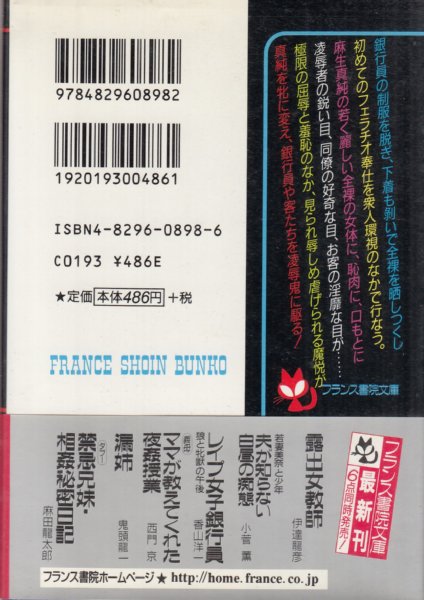 9784829608982
1920193004861
ISBN4-8296-0898-6
C0193 ¥486E
★定価 本体486円 +税
FRANCE SHOIN BUNKO
銀行員の制服を脱ぎ、下着も剝いで全裸を晒しつくし
初めてのフェラチオ奉仕を衆人環視のなかで行なう。
麻生真純の若く麗しい全裸の女体に、恥肉に、口もとに
凌辱者の鋭い目、同僚の好奇な目、お客の淫靡な目が……
極限の屈辱と羞恥のなか、見られ辱しめ虐げられる魔悦が
真純を牝に変え、銀行員や客たちを凌辱鬼に駆る!
フランス書院文庫
フランス書院文庫
最新刊
6点同時発売!
露出女教師
伊達龍彦
若妻美奈と少年
夫が知らない
白昼の痴態
小菅薫
レイプ女子銀行員
狼と牝獣の午後
香山洋一
義母
ママが教えてくれた
夜姦授業
西門京
鬼頭龍一
禁忌
タブー
兄妹・
相姦秘密日記
麻田龍太郎
フランス書院ホームページ★http://home.france.co.jp